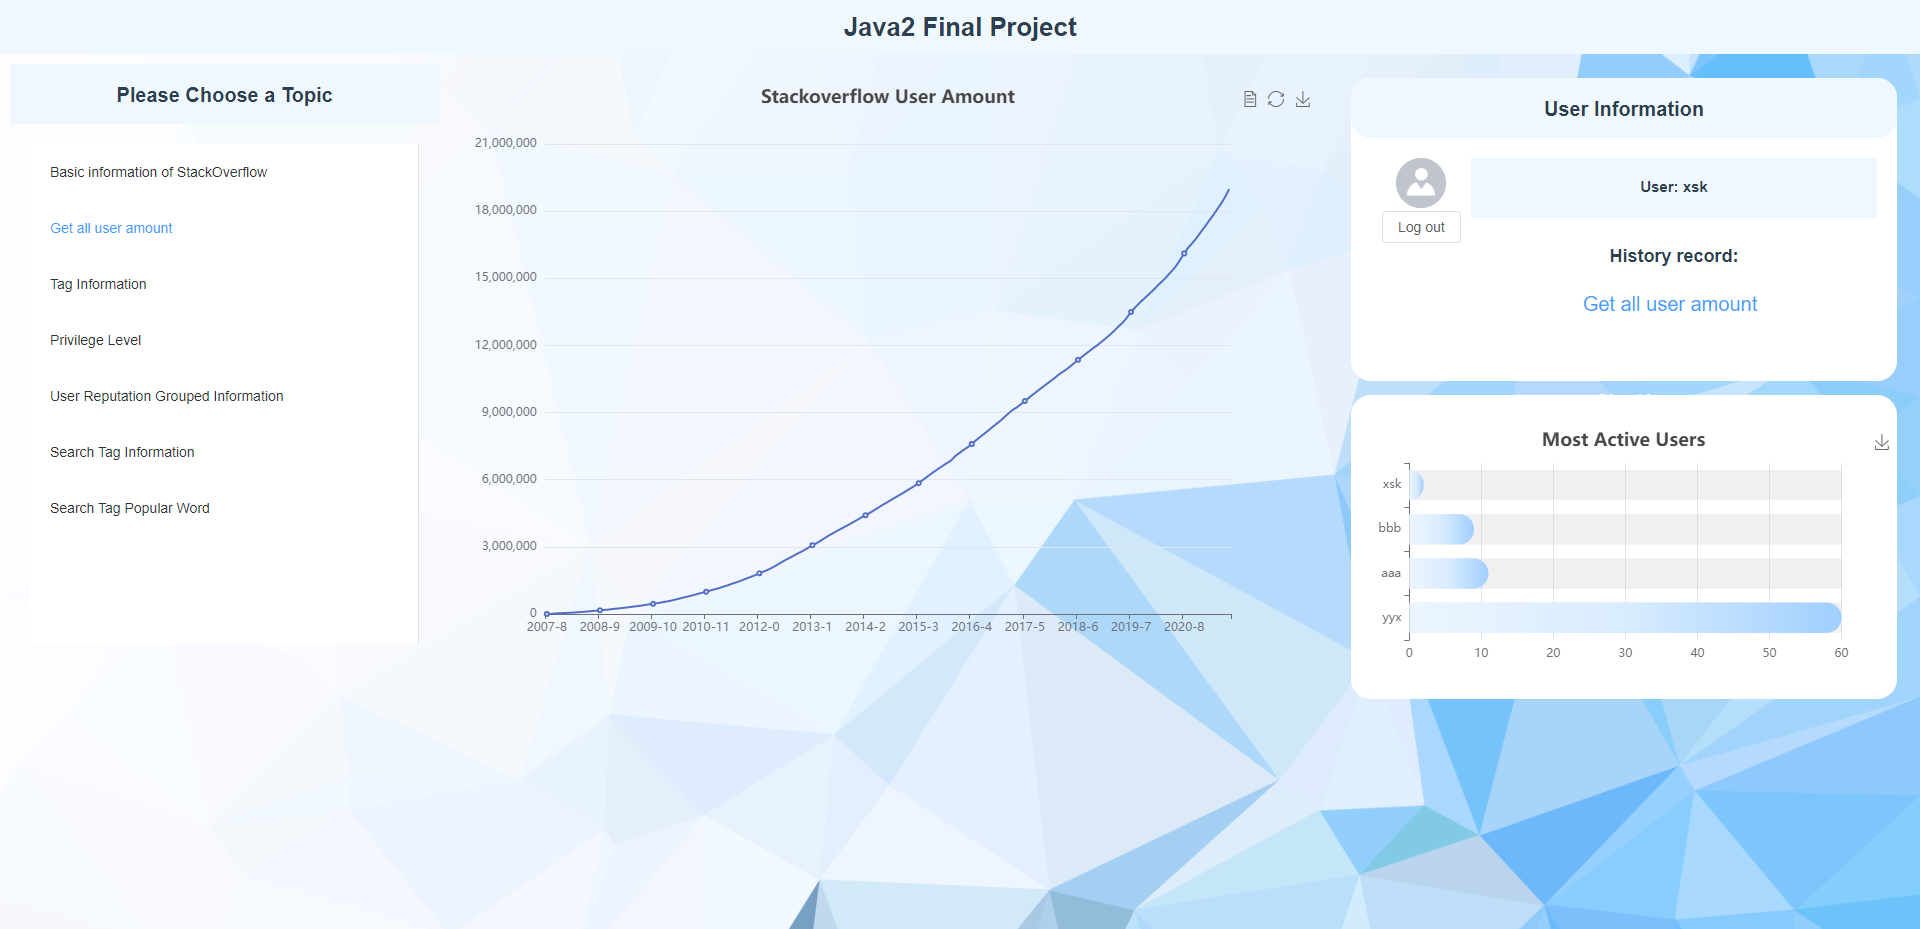 Java2 Final Project
Please Choose a Topic
Basic information of StackOverflow
Get all user amount
Tag Information
Privilege Level
User Reputation Grouped Information
Search Tag Information
Search Tag Popular Word
Stackoverflow User Amount
21,000,000
18,000,000
15,000,000
12,000,000
9,000,000
6,000,000
3,000,000
0
2007-8 2008-9 2009-10 2010-11 2012-0 2013-1 2014-2 2015-3 2016-4 2017-5 2018-6 2019-7 2020-8
User Information
User: xsk
Log out
History record:
Get all user amount
Most Active Users
xsk
bbb
aaa
yyx
0 10 20 30 40 50 60